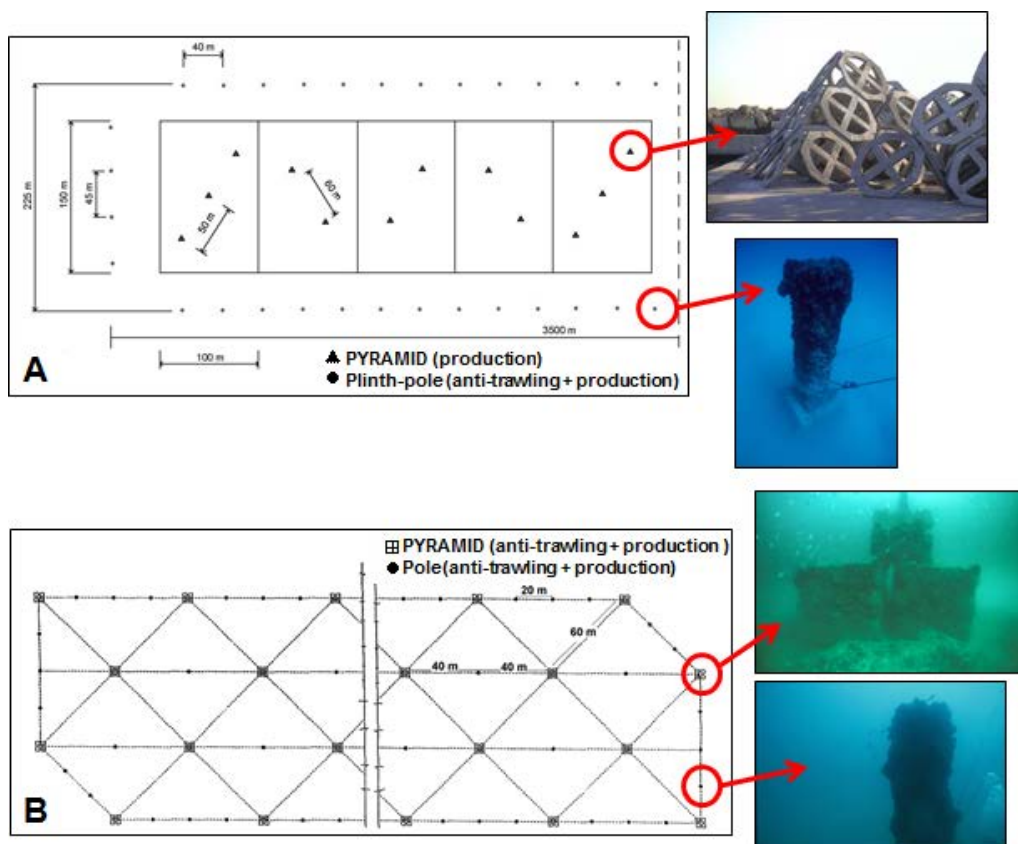 40 m
225 m
150 m
45 m
50 m
60 m
3500 m
100 m
▲ PYRAMID (production)
● Plinth-pole (anti-trawling + production)
A
PYRAMID (anti-trawling + production )
● Pole (anti-trawling + production)
20 m
60 m
40 m 40 m
B